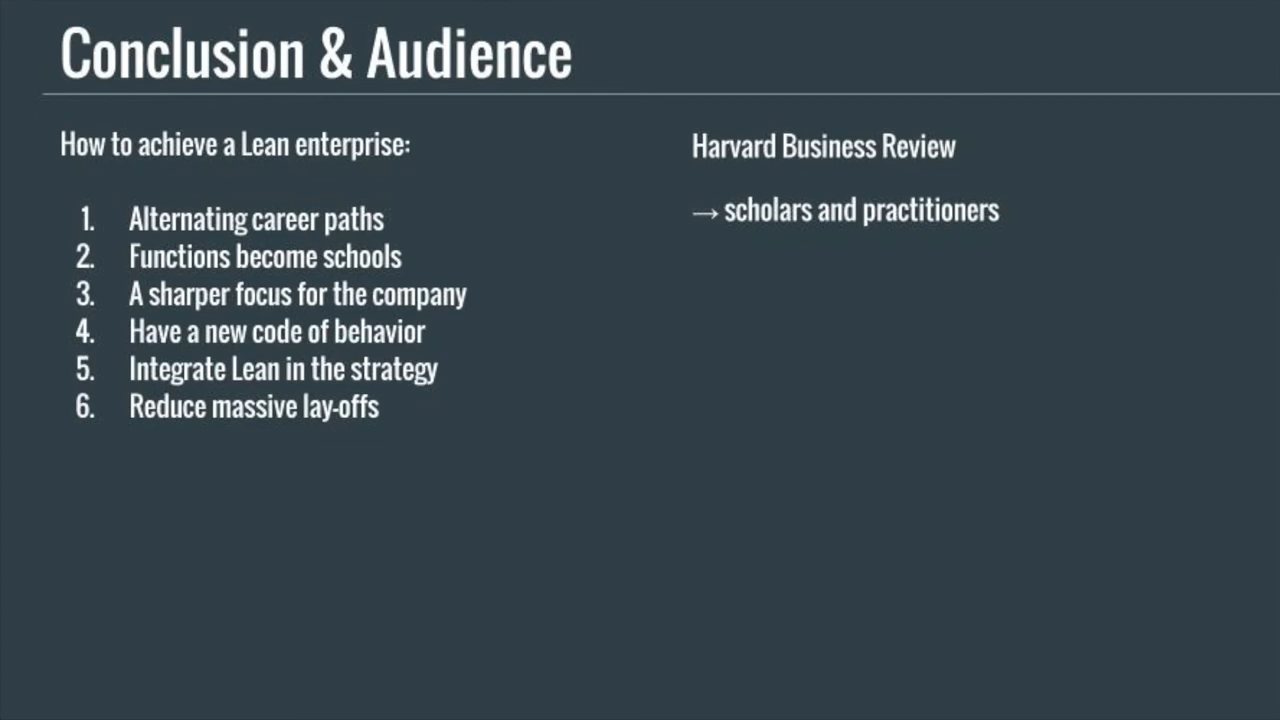 Conclusion & Audience
How to achieve a Lean enterprise:
1. Alternating career paths
2. Functions become schools
3. A sharper focus for the company
4. Have a new code of behavior
5. Integrate Lean in the strategy
6. Reduce massive lay-offs
Harvard Business Review
→ scholars and practitioners